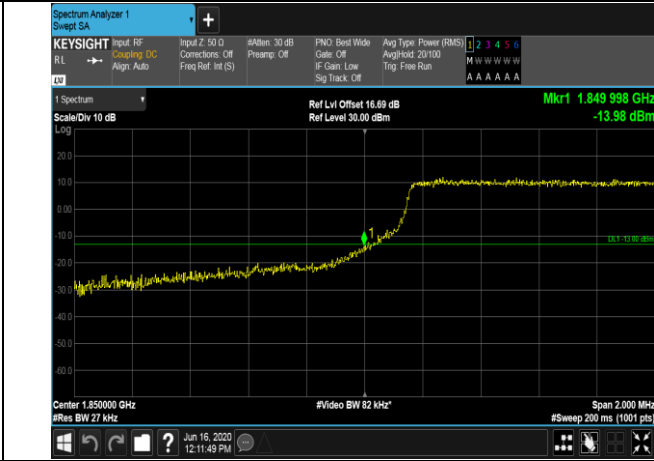 Spectrum Analyzer 1
Swept SA
+
KEYSIGHT
RL
LXI
Input: RF
Coupling: DC
Align: Auto
Input Z: 50 Ω
Corrections: Off
Freq Ref: Int (S)
#Atten: 30 dB
Preamp: Off
PNO: Best Wide
Gate: Off
IF Gain: Low
Sig Track: Off
Avg Type: Power (RMS)
Avg|Hold: 20/100
Trig: Free Run
1 2 3 4 5 6
M W W W W W
A A A A A A
1 Spectrum
Scale/Div 10 dB
Log
Ref Lvl Offset 16.69 dB
Ref Level 30.00 dBm
Mkr1 1.849 998 GHz
-13.98 dBm
20.0
10.0
0.00
-10.0
-20.0
-30.0
-40.0
-50.0
-60.0
1
DL1 -13.00 dBm
Center 1.850000 GHz
#Res BW 27 kHz
#Video BW 82 kHz*
Span 2.000 MHz
#Sweep 200 ms (1001 pts)
?
Jun 16, 2020
12:11:49 PM